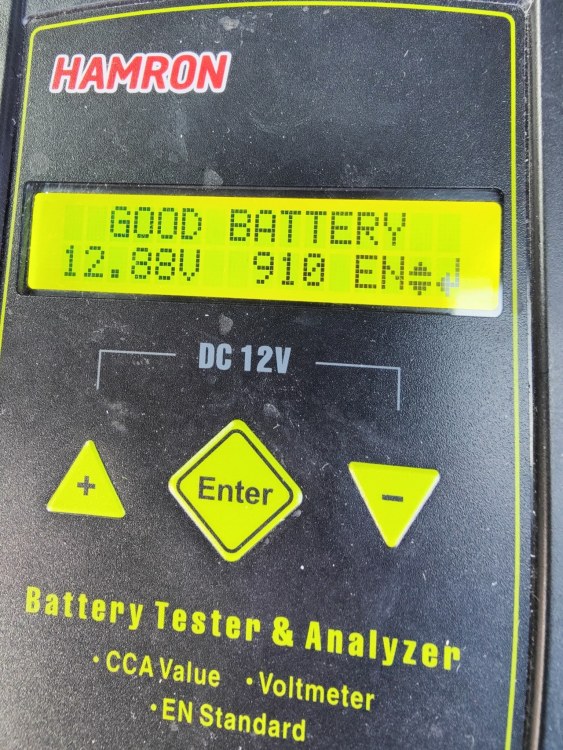 HAMRON
GOOD BATTERY
12.88V 910 EN
DC 12V
+ Enter -
Battery Tester & Analyzer
• CCA Value • Voltmeter
• EN Standard